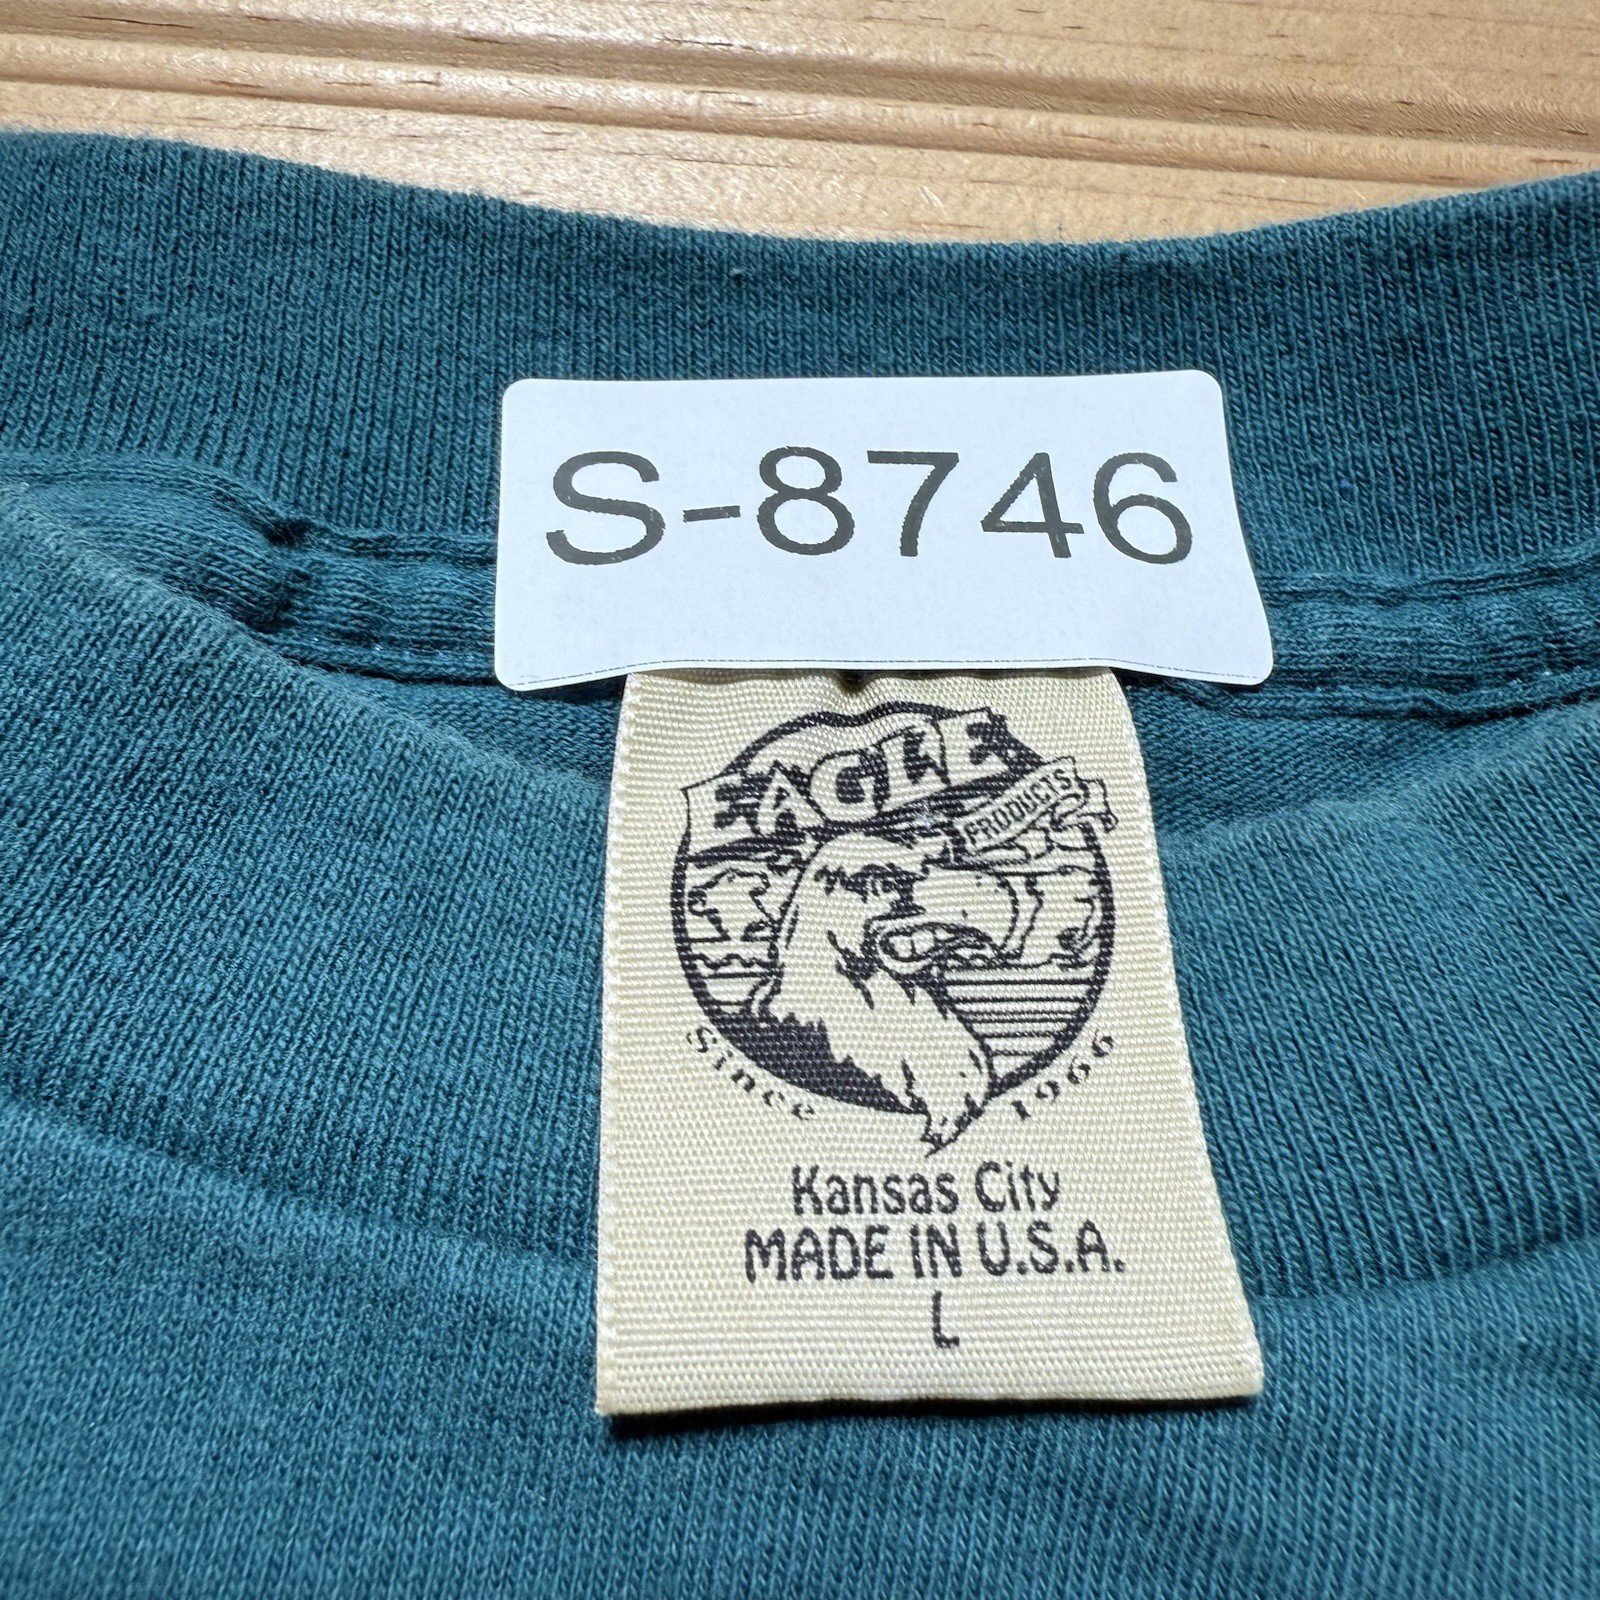 S-8746
EAGLE
PRODUCTS
Since 1966
Kansas City
MADE IN U.S.A.
L